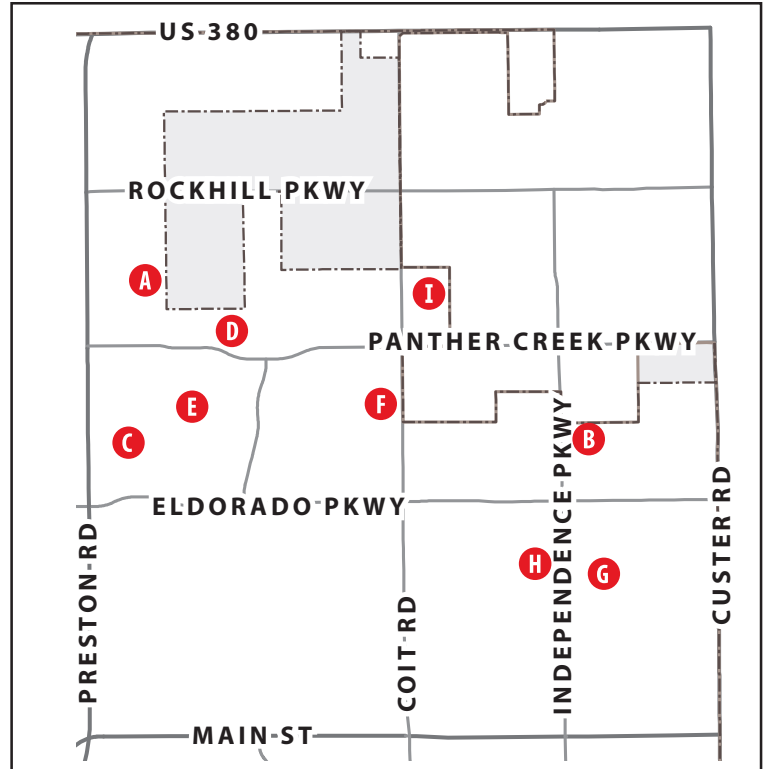 US-380
ROCKHILL PKWY
A
I
D
PANTHER CREEK PKWY
E
F
C
B
ELDORADO PKWY
H
G
PRESTON RD
COIT RD
INDEPENDENCE PKWY
CUSTER RD
MAIN ST